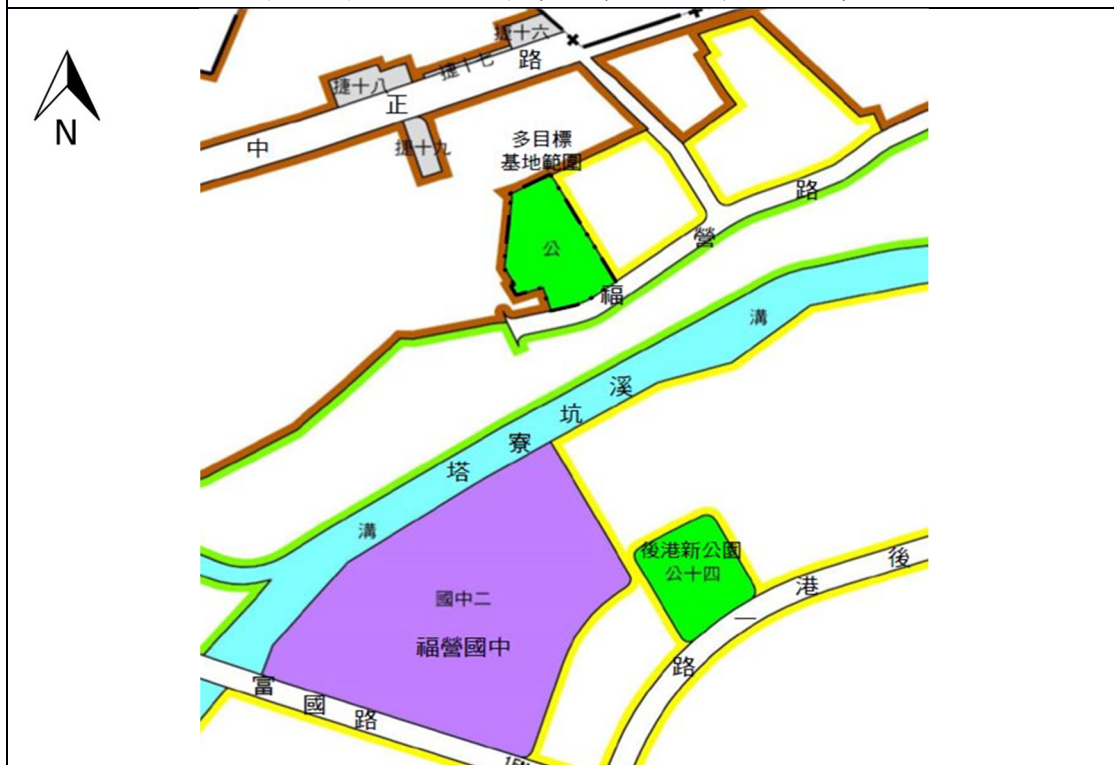 捷十六
捷十七
捷十八
捷十九
中正路
N
多目標
基地範圍
公
福營路
溝
塔寮坑溪
溝
後港新公園
公十四
國中二
福營國中
後港一路
富國路